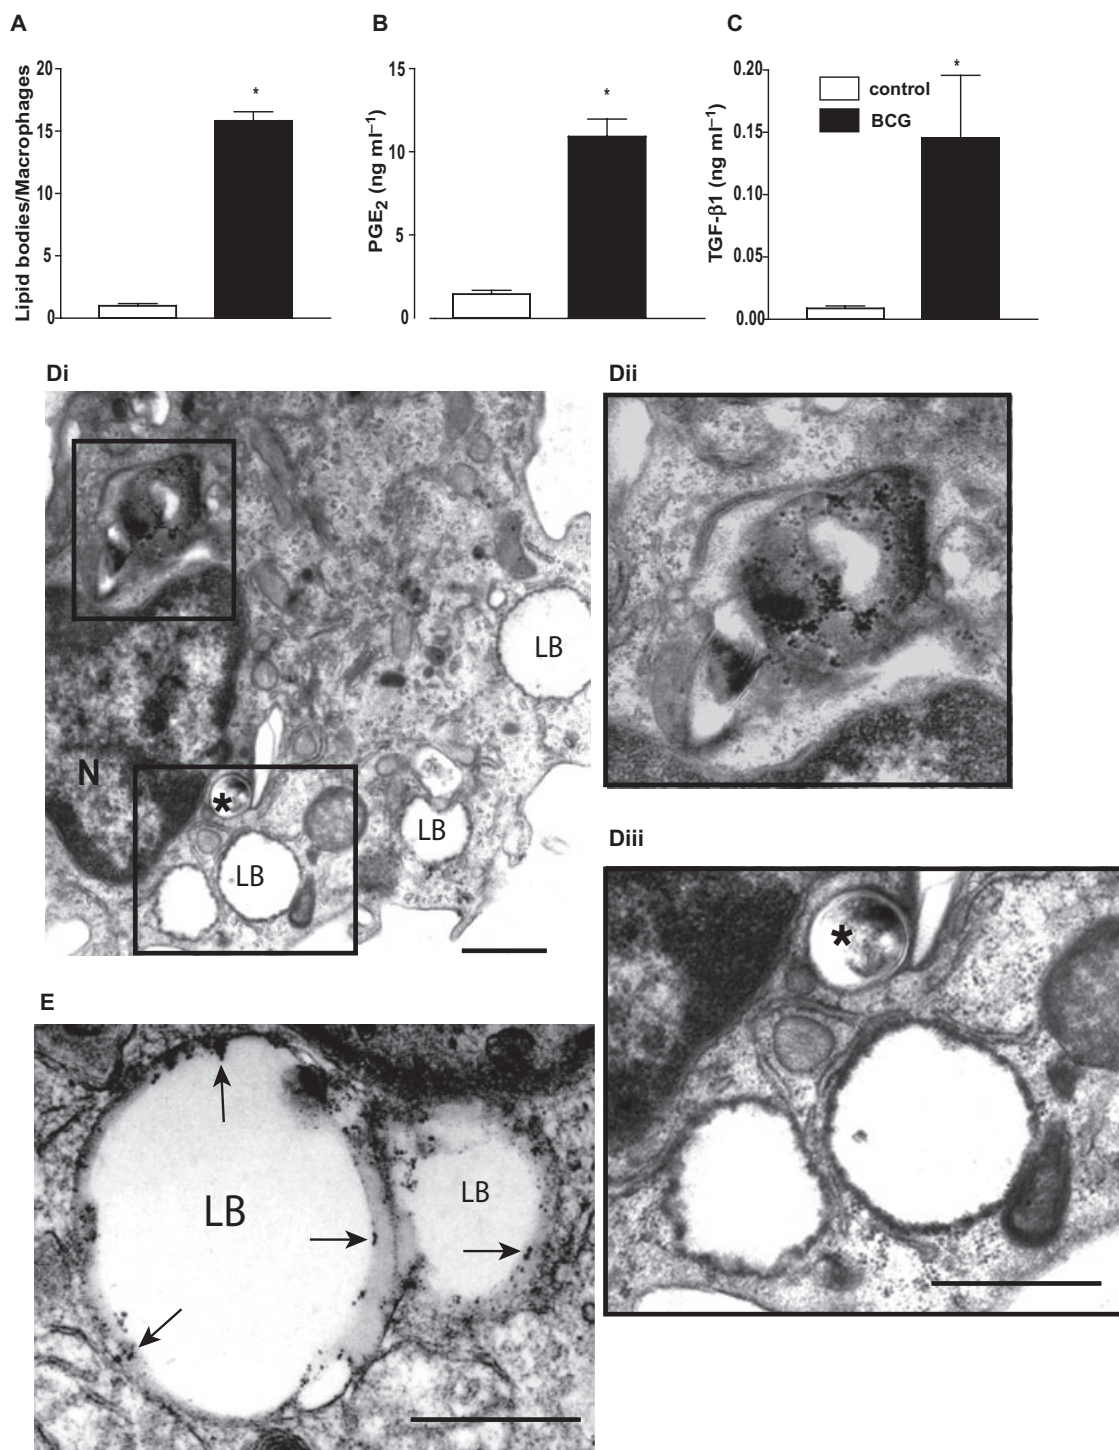 A
B
C
Lipid bodies/Macrophages
20
15
10
5
0
*
PGE2 (ng ml−1)
15
10
5
0
*
TGF-β1 (ng ml−1)
0.20
0.15
0.10
0.05
0.00
*
control
BCG
Di
Dii
LB
N
*
LB
LB
Diii
*
E
LB
LB